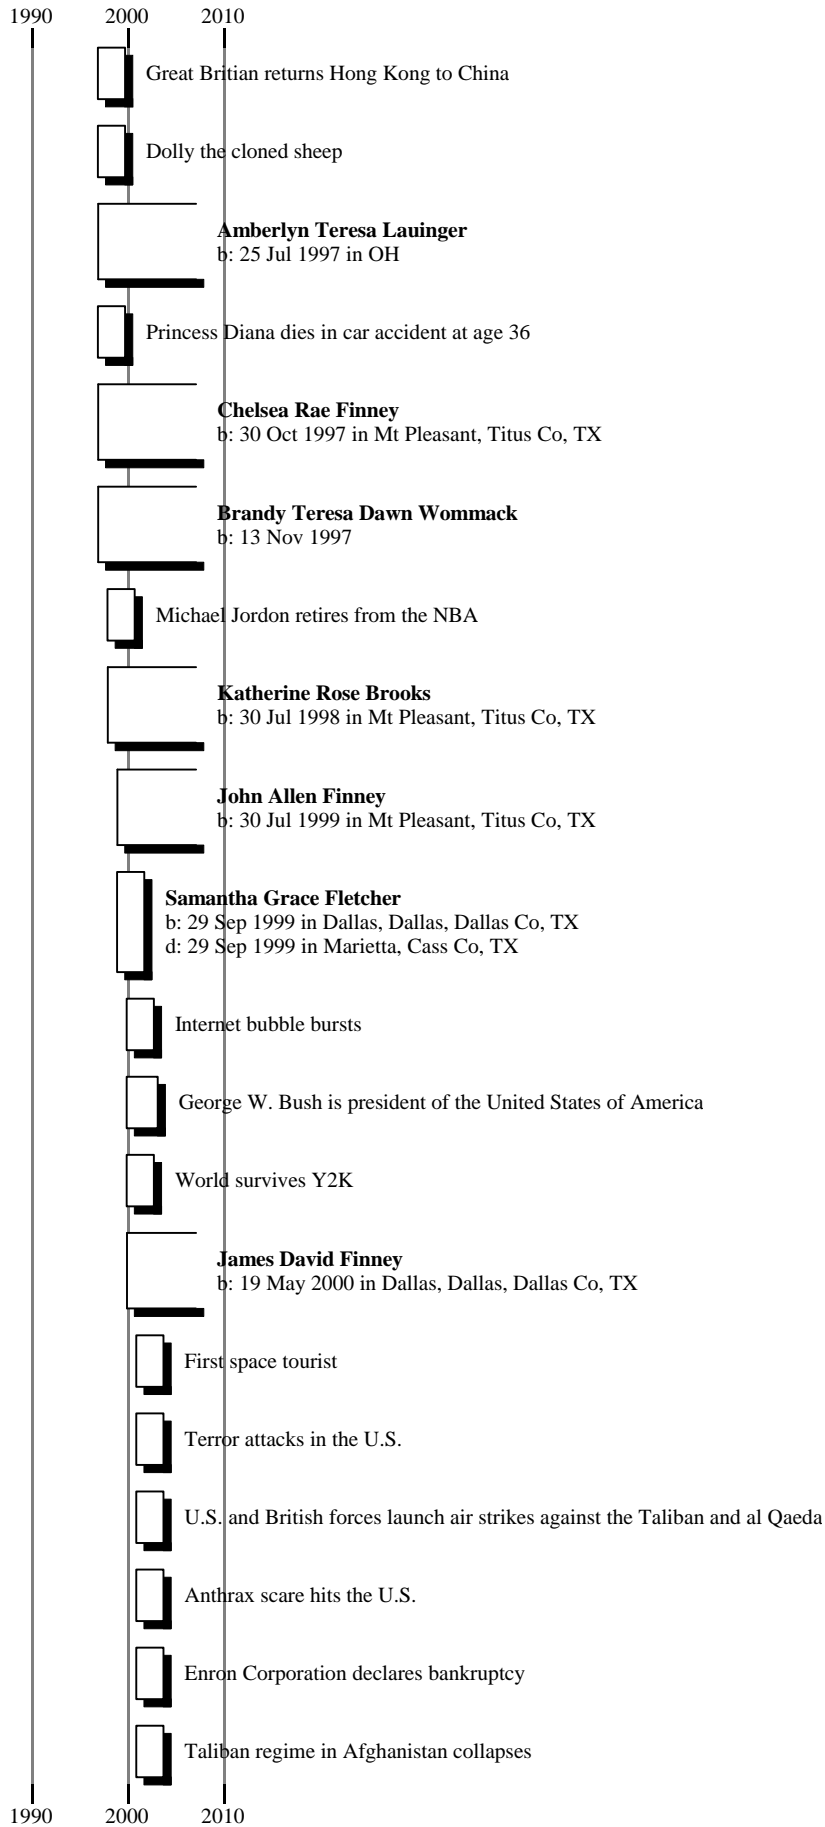 1990 2000 2010
Great Britian returns Hong Kong to China
Dolly the cloned sheep
Amberlyn Teresa Lauinger
b: 25 Jul 1997 in OH
Princess Diana dies in car accident at age 36
Chelsea Rae Finney
b: 30 Oct 1997 in Mt Pleasant, Titus Co, TX
Brandy Teresa Dawn Wommack
b: 13 Nov 1997
Michael Jordon retires from the NBA
Katherine Rose Brooks
b: 30 Jul 1998 in Mt Pleasant, Titus Co, TX
John Allen Finney
b: 30 Jul 1999 in Mt Pleasant, Titus Co, TX
Samantha Grace Fletcher
b: 29 Sep 1999 in Dallas, Dallas, Dallas Co, TX
d: 29 Sep 1999 in Marietta, Cass Co, TX
Internet bubble bursts
George W. Bush is president of the United States of America
World survives Y2K
James David Finney
b: 19 May 2000 in Dallas, Dallas, Dallas Co, TX
First space tourist
Terror attacks in the U.S.
U.S. and British forces launch air strikes against the Taliban and al Qaeda
Anthrax scare hits the U.S.
Enron Corporation declares bankruptcy
Taliban regime in Afghanistan collapses
1990 2000 2010